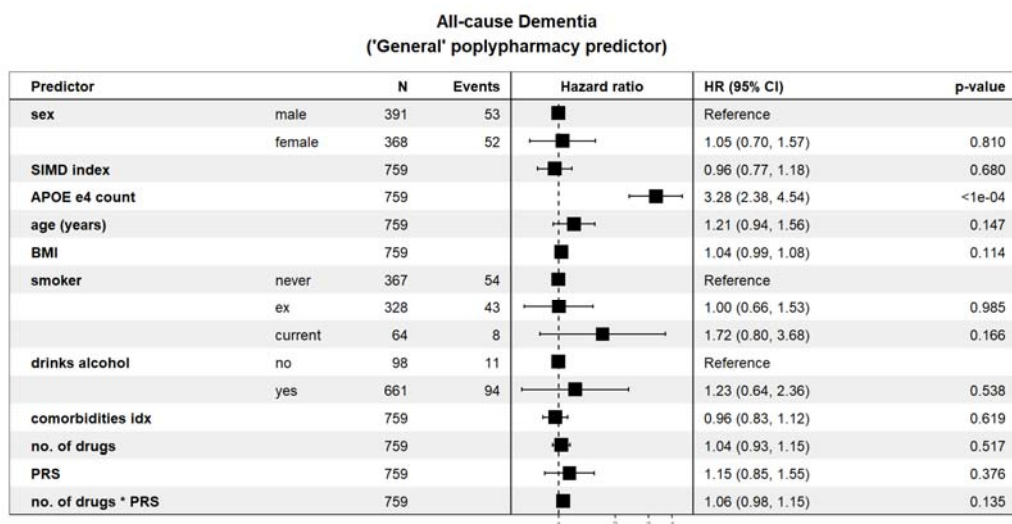 All-cause Dementia
('General' poplypharmacy predictor)
Predictor N Events Hazard ratio HR (95% CI) p-value
sex male 391 53 Reference
female 368 52 1.05 (0.70, 1.57) 0.810
SIMD index 759 0.96 (0.77, 1.18) 0.680
APOE e4 count 759 3.28 (2.38, 4.54) <1e-04
age (years) 759 1.21 (0.94, 1.56) 0.147
BMI 759 1.04 (0.99, 1.08) 0.114
smoker never 367 54 Reference
ex 328 43 1.00 (0.66, 1.53) 0.985
current 64 8 1.72 (0.80, 3.68) 0.166
drinks alcohol no 98 11 Reference
yes 661 94 1.23 (0.64, 2.36) 0.538
comorbidities idx 759 0.96 (0.83, 1.12) 0.619
no. of drugs 759 1.04 (0.93, 1.15) 0.517
PRS 759 1.15 (0.85, 1.55) 0.376
no. of drugs * PRS 759 1.06 (0.98, 1.15) 0.135